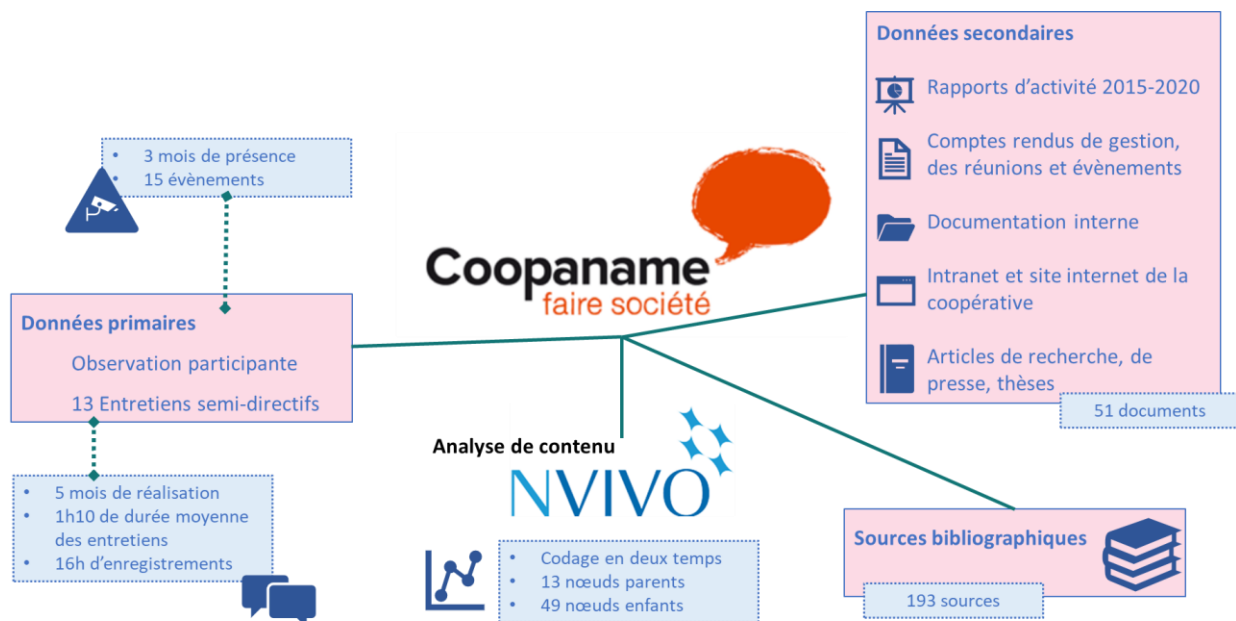 Données secondaires
Rapports d’activité 2015-2020
Comptes rendus de gestion,
des réunions et évènements
Documentation interne
Intranet et site internet de la
coopérative
Articles de recherche, de
presse, thèses
51 documents
• 3 mois de présence
• 15 évènements
Coopaname
faire société
Données primaires
Observation participante
13 Entretiens semi-directifs
• 5 mois de réalisation
• 1h10 de durée moyenne
des entretiens
• 16h d’enregistrements
Analyse de contenu
NVIVO
• Codage en deux temps
• 13 nœuds parents
• 49 nœuds enfants
Sources bibliographiques
193 sources